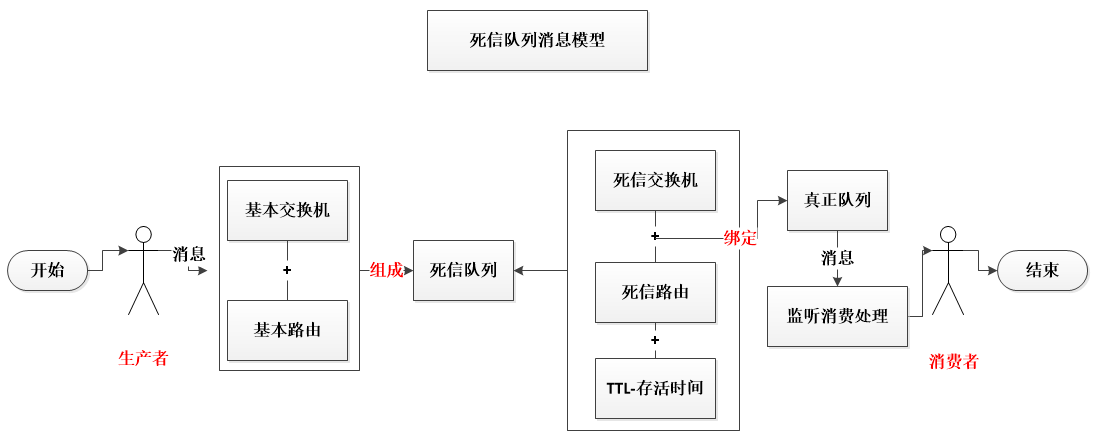 死信队列消息模型
开始
生产者
消息
基本交换机
+
基本路由
组成
死信队列
死信交换机
+
死信路由
+
TTL-存活时间
绑定
真正队列
消息
监听消费处理
消费者
结束